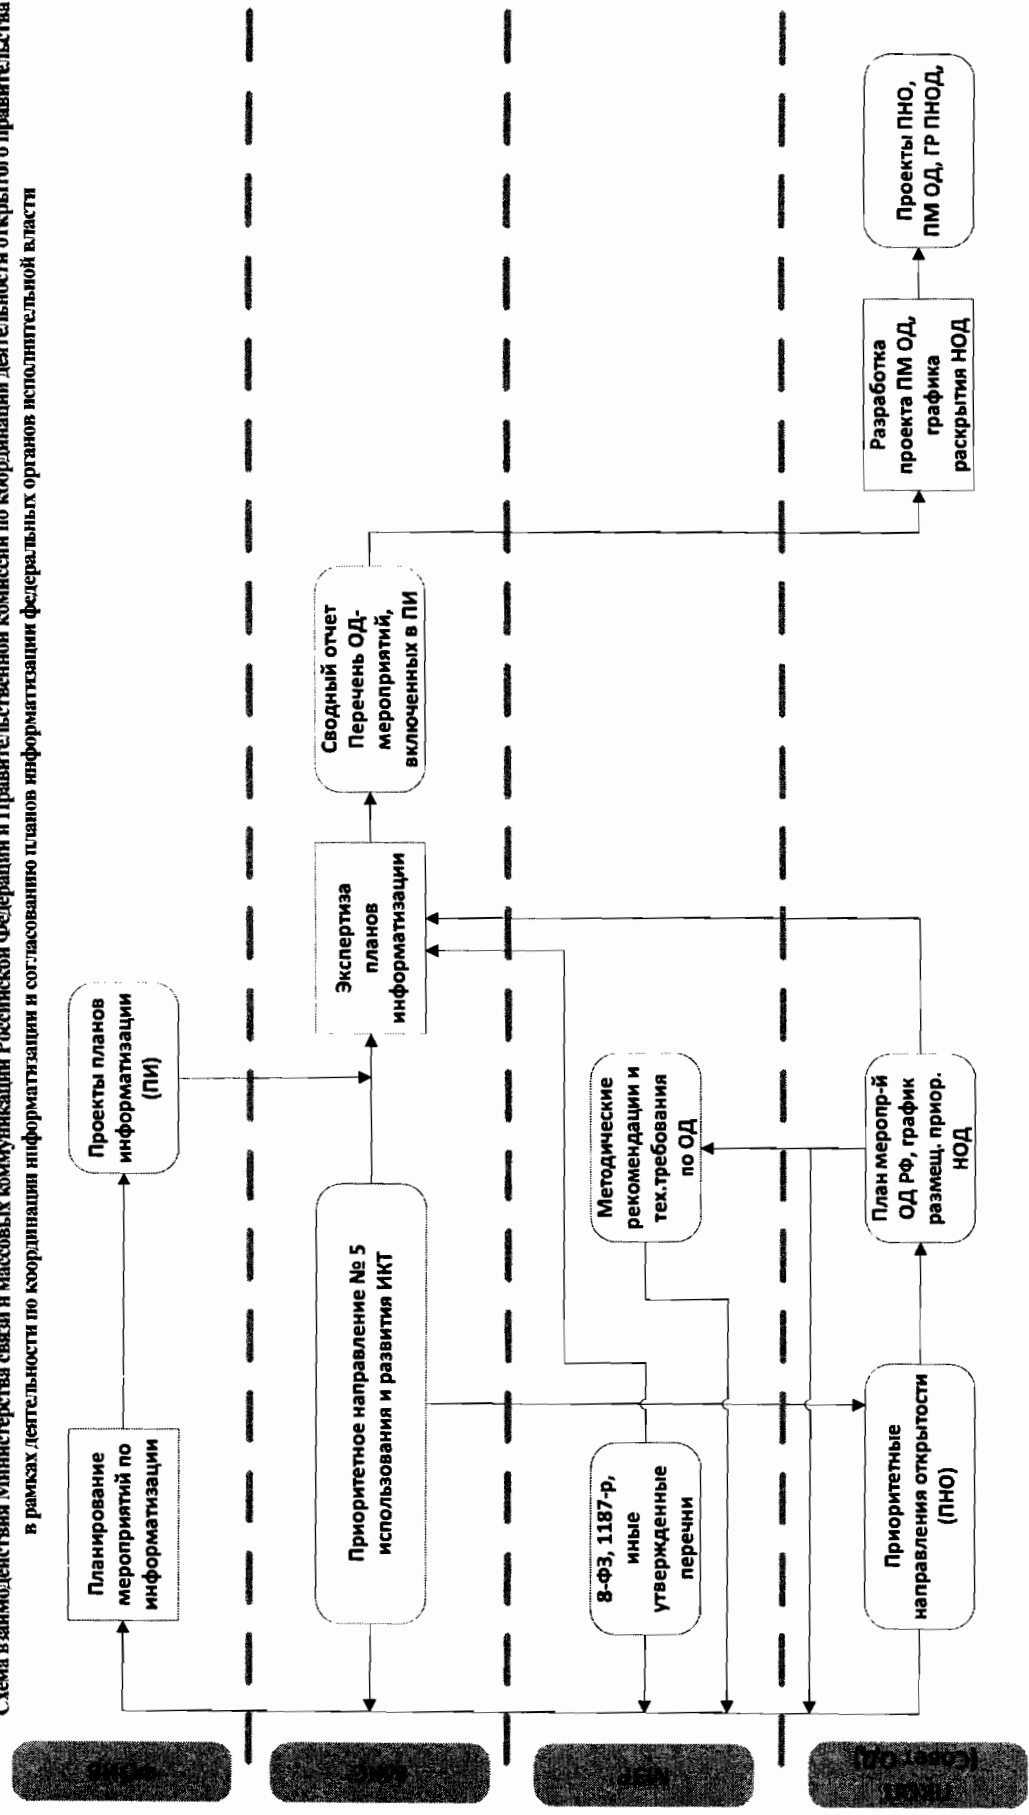 Схема взаимодействия Министерства связи и массовых коммуникаций Российской Федерации и Правительственной комиссии по координации деятельности открытого правительства
в рамках деятельности по координации информатизации и согласованию планов информатизации федеральных органов исполнительной власти
Планирование
мероприятий по
информатизации
Проекты планов
информатизации
(ПИ)
Приоритетное направление № 5
использования и развития ИКТ
Экспертиза
планов
информатизации
Сводный отчет
Перечень ОД-
мероприятий,
включенных в ПИ
МЭР
8-ФЗ, 1187-р,
иные
утвержденные
перечни
Методические
рекомендации и
тех.требования
по ОД
(Совет ОД)
Приоритетные
направления открытости
(ПНО)
План меропр-й
ОД РФ, график
размещ. приор.
НОД
Разработка
проекта ПМ ОД,
графика
раскрытия НОД
Проекты ПНО,
ПМ ОД, ГР ПНОД,